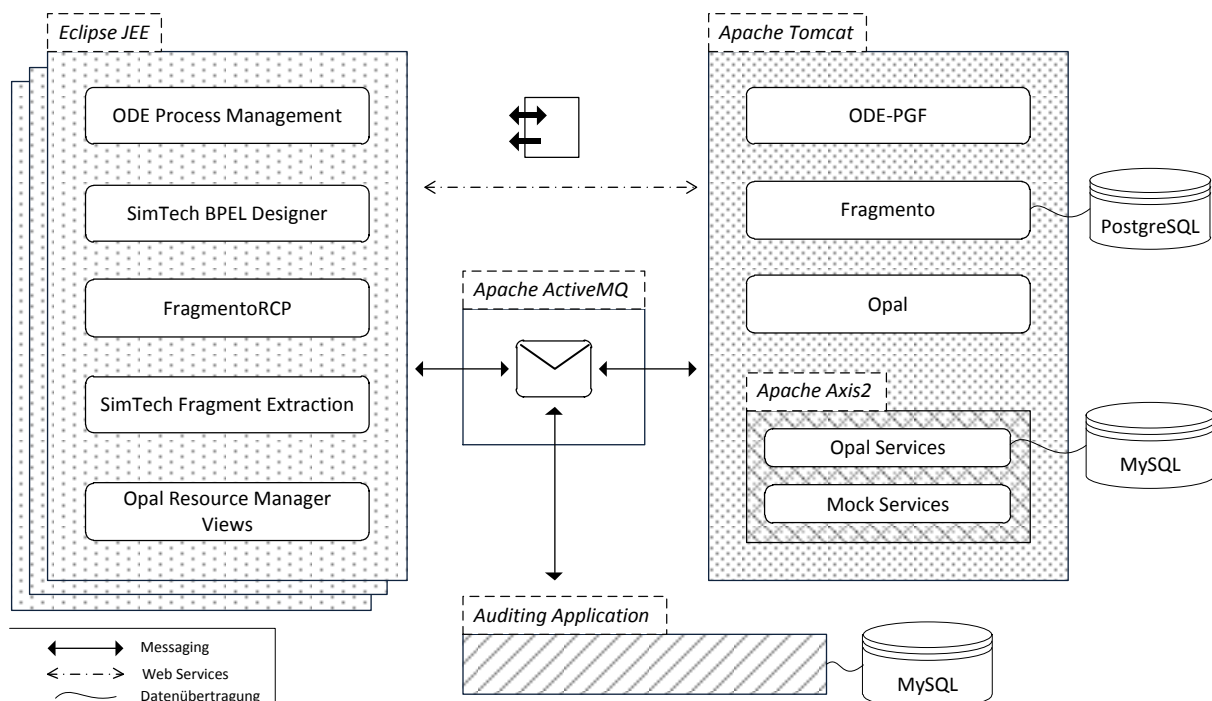 Eclipse JEE
ODE Process Management
SimTech BPEL Designer
FragmentoRCP
SimTech Fragment Extraction
Opal Resource Manager
Views
Apache ActiveMQ
Apache Tomcat
ODE-PGF
Fragmento
Opal
Apache Axis2
Opal Services
Mock Services
PostgreSQL
MySQL
Auditing Application
MySQL
Messaging
Web Services
Datenübertragung